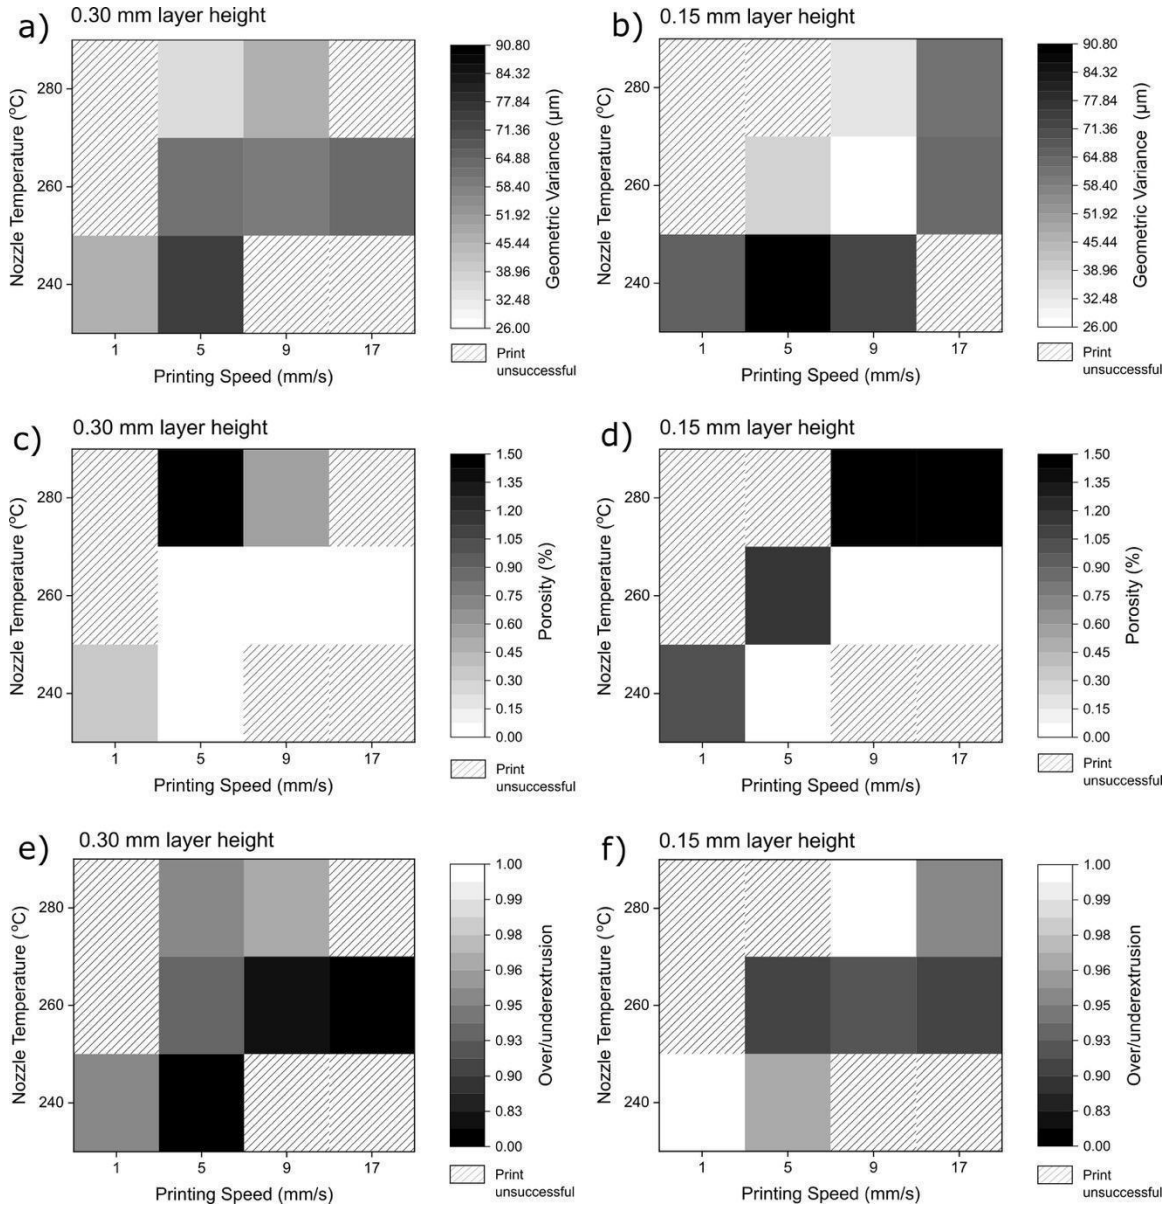 a) 0.30 mm layer height
Nozzle Temperature (°C)
280
260
240
1 5 9 17
Printing Speed (mm/s)
90.80
84.32
77.84
71.36
64.88
58.40
51.92
45.44
38.96
32.48
26.00
Geometric Variance (µm)
Print
unsuccessful
b) 0.15 mm layer height
Nozzle Temperature (°C)
280
260
240
1 5 9 17
Printing Speed (mm/s)
90.80
84.32
77.84
71.36
64.88
58.40
51.92
45.44
38.96
32.48
26.00
Geometric Variance (µm)
Print
unsuccessful
c) 0.30 mm layer height
Nozzle Temperature (°C)
280
260
240
1 5 9 17
Printing Speed (mm/s)
1.50
1.35
1.20
1.05
0.90
0.75
0.60
0.45
0.30
0.15
0.00
Porosity (%)
Print
unsuccessful
d) 0.15 mm layer height
Nozzle Temperature (°C)
280
260
240
1 5 9 17
Printing Speed (mm/s)
1.50
1.35
1.20
1.05
0.90
0.75
0.60
0.45
0.30
0.15
0.00
Porosity (%)
Print
unsuccessful
e) 0.30 mm layer height
Nozzle Temperature (°C)
280
260
240
1 5 9 17
Printing Speed (mm/s)
1.00
0.99
0.98
0.96
0.95
0.93
0.90
0.83
0.00
Over/underextrusion
Print
unsuccessful
f) 0.15 mm layer height
Nozzle Temperature (°C)
280
260
240
1 5 9 17
Printing Speed (mm/s)
1.00
0.99
0.98
0.96
0.95
0.93
0.90
0.83
0.00
Over/underextrusion
Print
unsuccessful